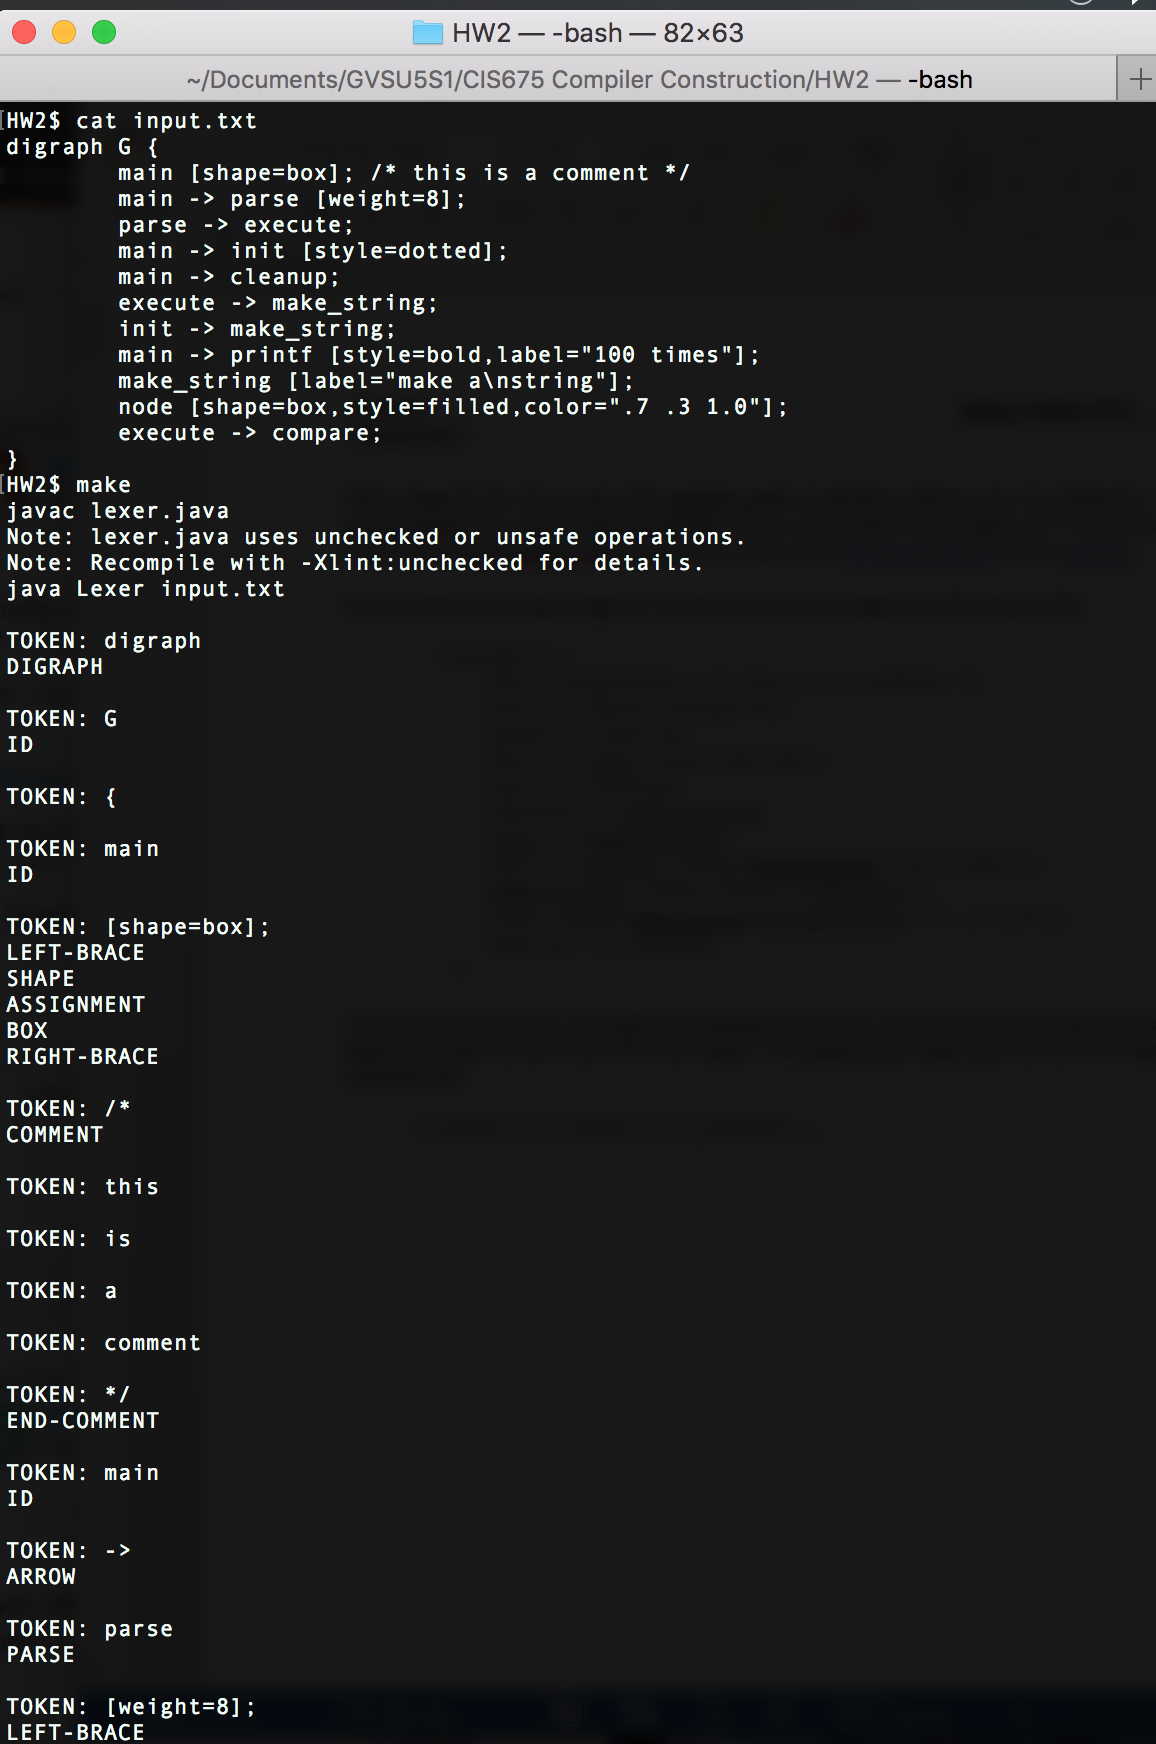 HW2 — -bash — 82×63
~/Documents/GVSU5S1/CIS675 Compiler Construction/HW2 — -bash
[HW2$ cat input.txt
digraph G {
        main [shape=box]; /* this is a comment */
        main -> parse [weight=8];
        parse -> execute;
        main -> init [style=dotted];
        main -> cleanup;
        execute -> make_string;
        init -> make_string;
        main -> printf [style=bold,label="100 times"];
        make_string [label="make a\nstring"];
        node [shape=box,style=filled,color=".7 .3 1.0"];
        execute -> compare;
}
[HW2$ make
javac lexer.java
Note: lexer.java uses unchecked or unsafe operations.
Note: Recompile with -Xlint:unchecked for details.
java Lexer input.txt

TOKEN: digraph
DIGRAPH

TOKEN: G
ID

TOKEN: {

TOKEN: main
ID

TOKEN: [shape=box];
LEFT-BRACE
SHAPE
ASSIGNMENT
BOX
RIGHT-BRACE

TOKEN: /*
COMMENT

TOKEN: this

TOKEN: is

TOKEN: a

TOKEN: comment

TOKEN: */
END-COMMENT

TOKEN: main
ID

TOKEN: ->
ARROW

TOKEN: parse
PARSE

TOKEN: [weight=8];
LEFT-BRACE